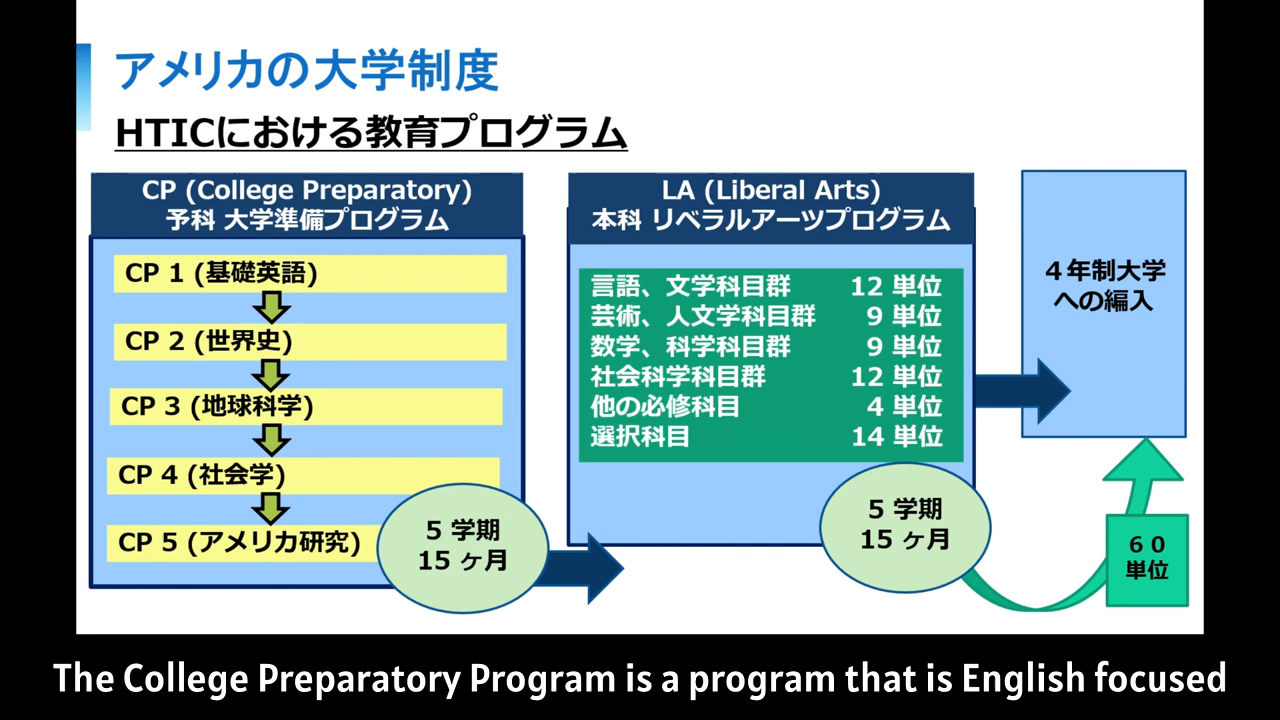 アメリカの大学制度
HTICにおける教育プログラム
CP (College Preparatory)
予科 大学準備プログラム
CP 1 (基礎英語)
CP 2 (世界史)
CP 3 (地球科学)
CP 4 (社会学)
CP 5 (アメリカ研究)
5 学期
15 ヶ月
LA (Liberal Arts)
本科 リベラルアーツプログラム
言語、文学科目群 12 単位
芸術、人文学科目群 9 単位
数学、科学科目群 9 単位
社会科学科目群 12 単位
他の必修科目 4 単位
選択科目 14 単位
5 学期
15 ヶ月
４年制大学
への編入
６０
単位
The College Preparatory Program is a program that is English focused